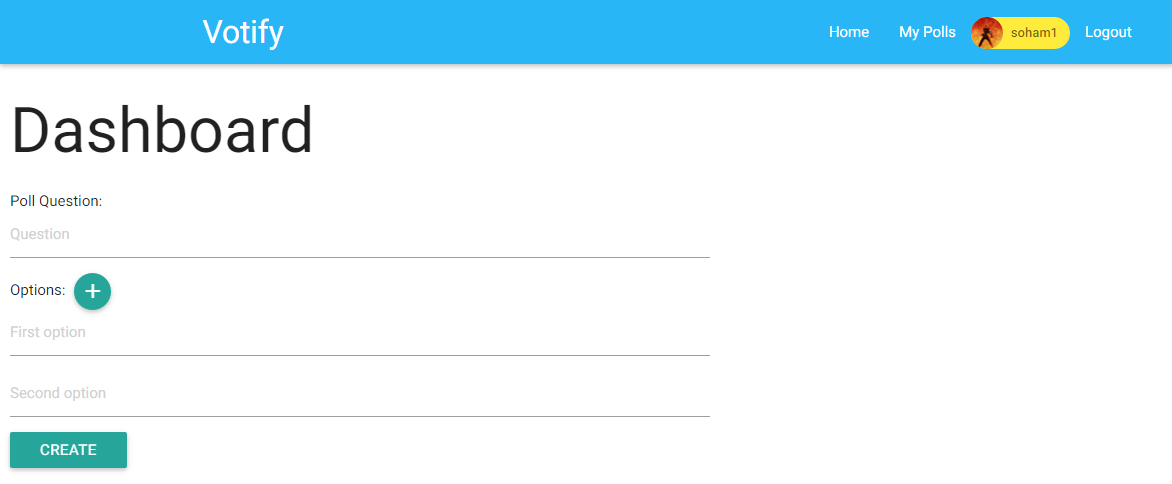 Votify
Home My Polls soham1 Logout
Dashboard
Poll Question:
Question
Options: +
First option
Second option
CREATE